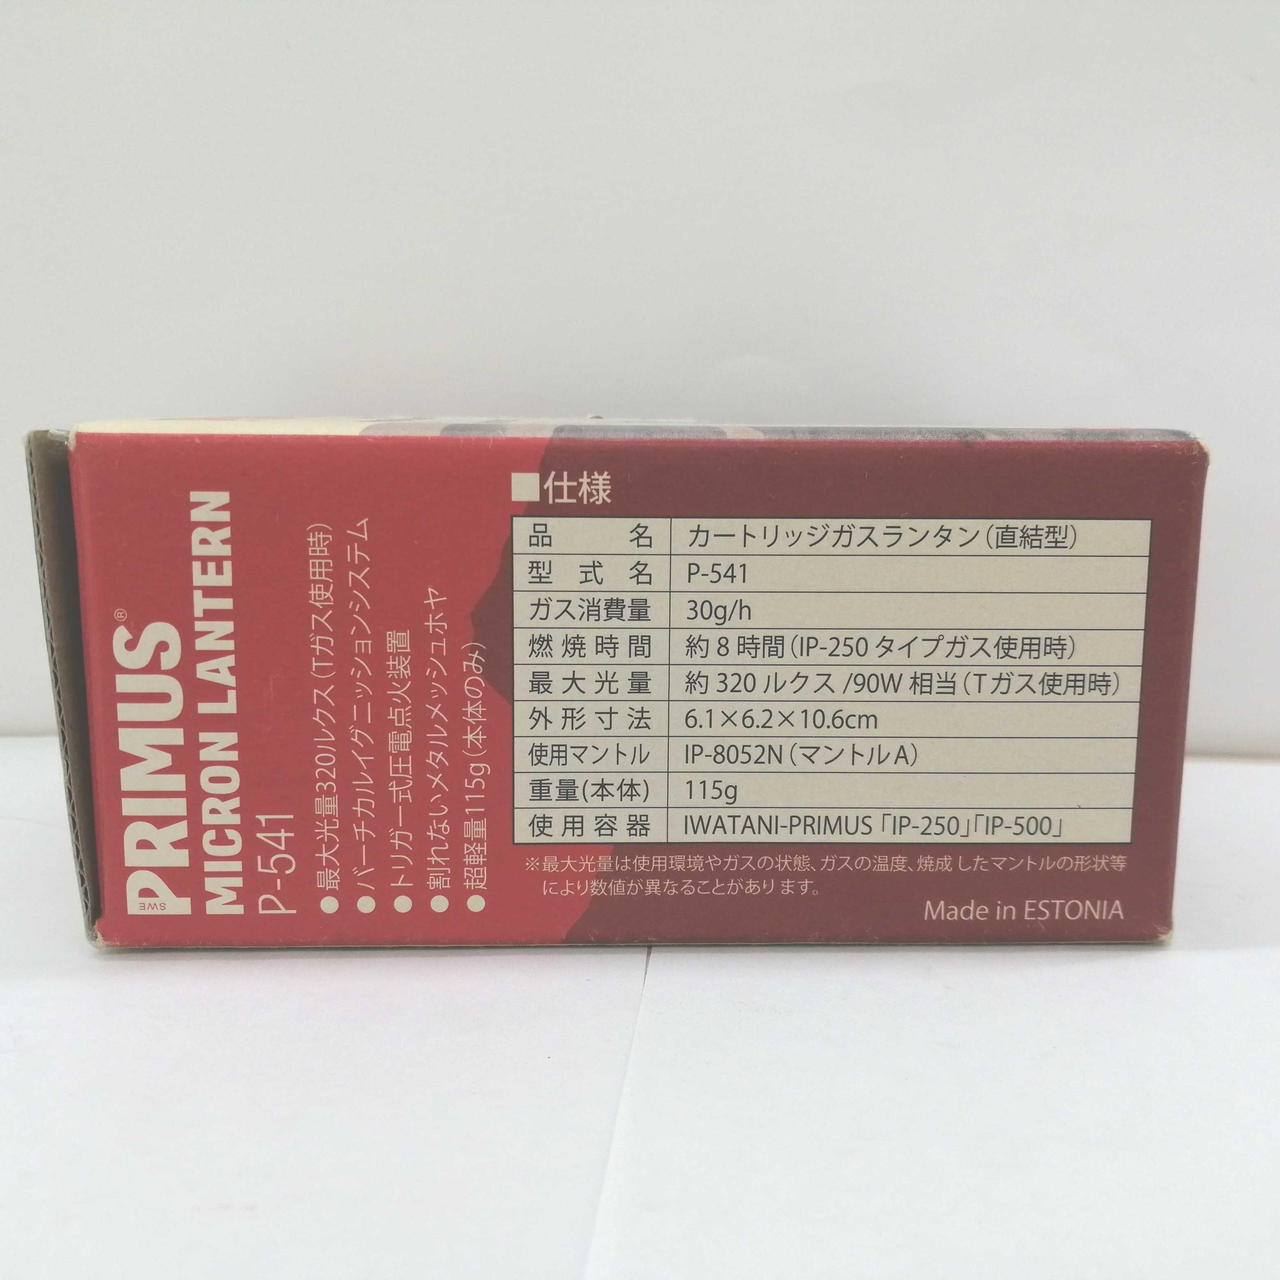 PRIMUS®
SWE
MICRON LANTERN
P-541
●最大光量320ルクス(Tガス使用時)
●バーチカルイグニッションシステム
●トリガー式圧電点火装置
●割れないメタルメッシュホヤ
●超軽量115g(本体のみ)
■仕様
品名 カートリッジガスランタン(直結型)
型式名 P-541
ガス消費量 30g/h
燃焼時間 約8時間(IP-250タイプガス使用時)
最大光量 約320ルクス/90W相当(Tガス使用時)
外形寸法 6.1×6.2×10.6cm
使用マントル IP-8052N(マントルA)
重量(本体) 115g
使用容器 IWATANI-PRIMUS「IP-250」「IP-500」
※最大光量は使用環境やガスの状態、ガスの温度、焼成したマントルの形状等
により数値が異なることがあります。
Made in ESTONIA